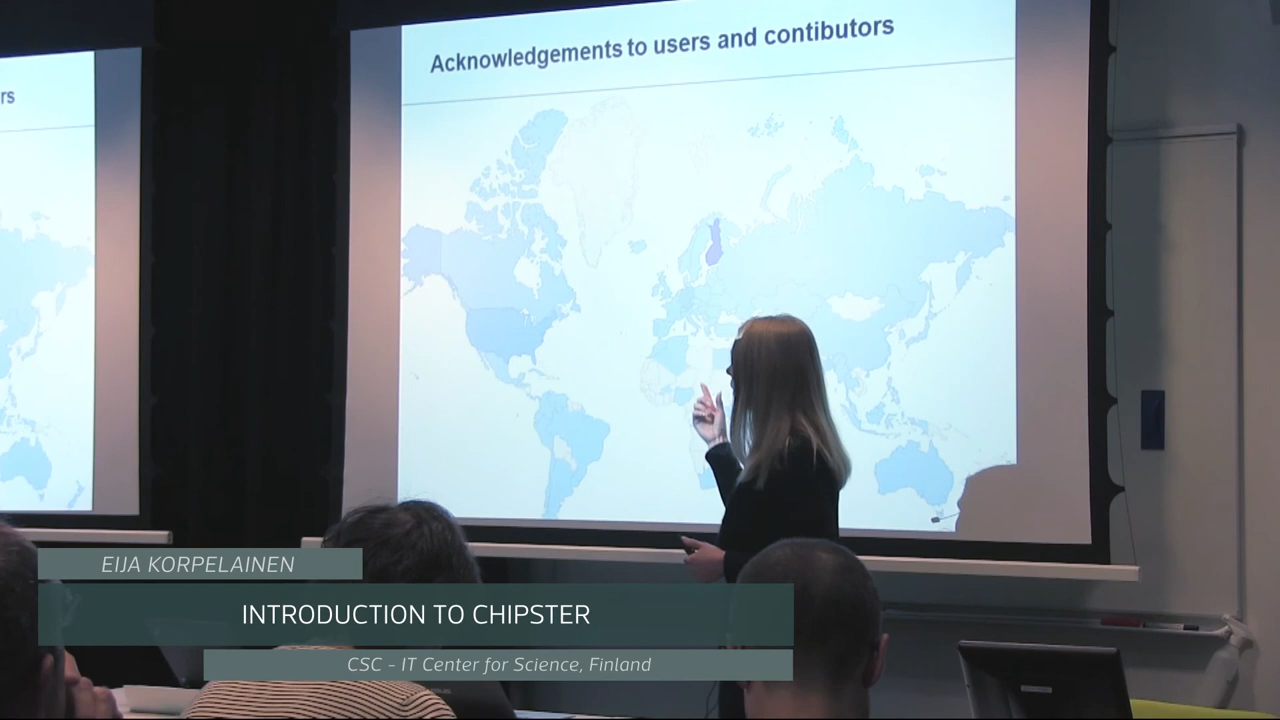 Acknowledgements to users and contibutors
rs
EIJA KORPELAINEN
INTRODUCTION TO CHIPSTER
CSC - IT Center for Science, Finland